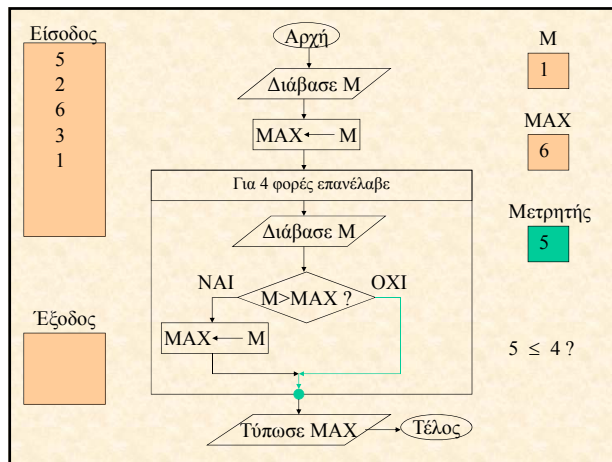 Είσοδος
5
2
6
3
1
Έξοδος
Αρχή
Διάβασε Μ
ΜΑΧ Μ
Για 4 φορές επανέλαβε
Διάβασε Μ
ΝΑΙ ΟΧΙ
Μ>ΜΑΧ ?
ΜΑΧ Μ
Τύπωσε ΜΑΧ
Τέλος
Μ
1
ΜΑΧ
6
Μετρητής
5
5 ≤ 4 ?